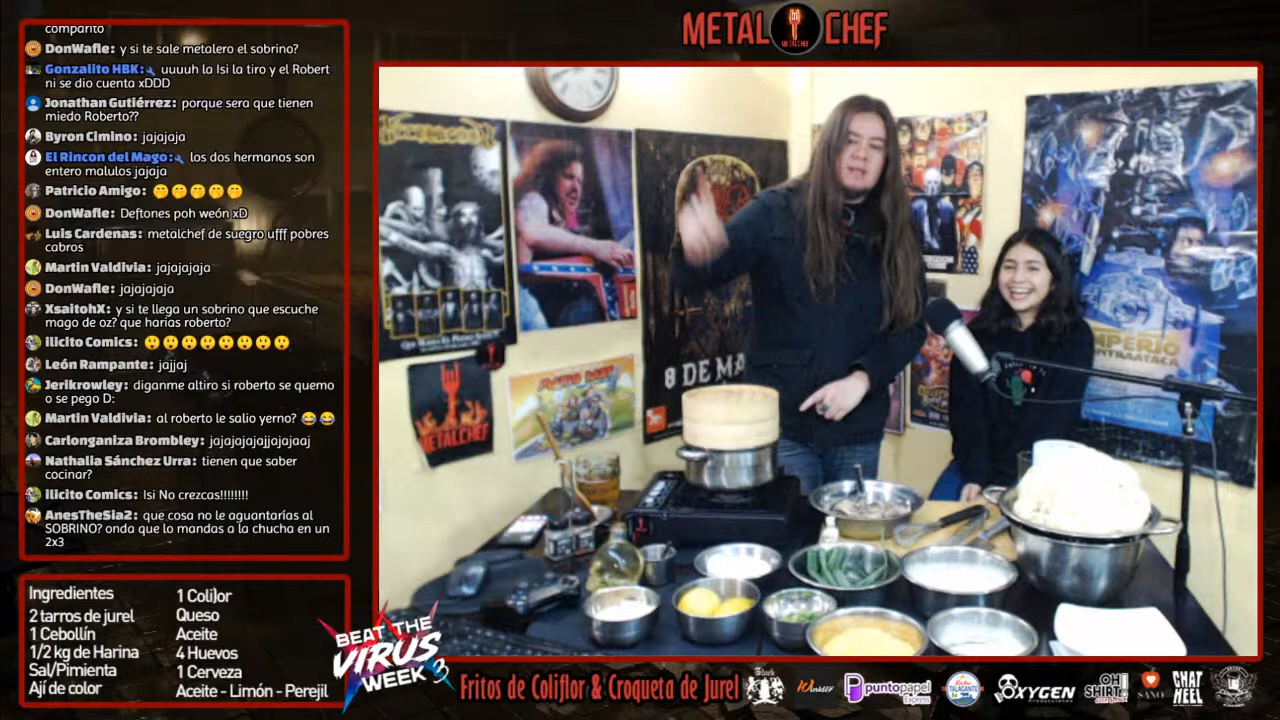 comparito
DonWafle: y si te sale metalero el sobrino?
Gonzalito HBK: uuuuh la Isi la tiro y el Robert
ni se dio cuenta xDDD
Jonathan Gutiérrez: porque sera que tienen
miedo Roberto??
Byron Cimino: jajajaja
El Rincon del Mago: los dos hermanos son
entero malulos jajaja
Patricio Amigo:
DonWafle: Deftones poh weón xD
Luis Cardenas: metalchef de suegro ufff pobres
cabros
Martin Valdivia: jajajajaja
DonWafle: jajajajaja
XsaitohX: y si te llega un sobrino que escuche
mago de oz? que harias roberto?
ilicito Comics:
León Rampante: jajjaj
Jerikrowley: diganme altiro si roberto se quemo
o se pego D:
Martin Valdivia: al roberto le salio yerno?
Carlonganiza Brombley: jajajajajjajajaaj
Nathalia Sánchez Urra: tienen que saber
cocinar?
ilicito Comics: Isi No crezcas!!!!!!!!
AnesTheSia2: que cosa no le aguantarías al
SOBRINO? onda que lo mandas a la chucha en un
2x3
Ingredientes
2 tarros de jurel
1 Cebollín
1/2 kg de Harina
Sal/Pimienta
Ají de color
1 Coliflor
Queso
Aceite
4 Huevos
1 Cerveza
Aceite - Limón - Perejil
BEAT THE
VIRUS
WEEK 3
METAL CHEF
METALCHEF
8 DE MA
METALCHEF
IMPERIO
CONTRAATACA
Fritos de Coliflor & Croqueta de Jurel
Winkler
puntopapel
Express
TALAGANTE
OXYGEN
OH
SHIRT!
SANO
CHAT
HEEL